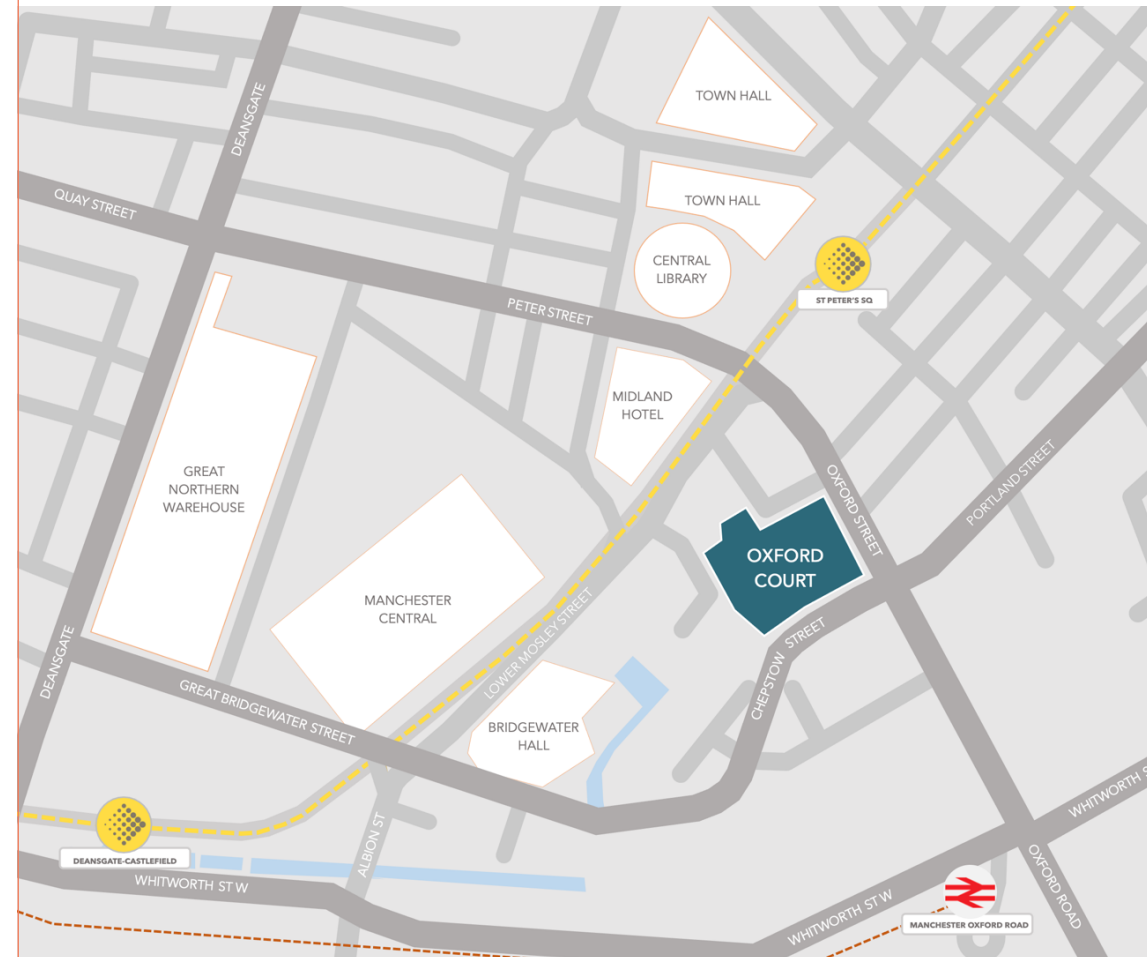 TOWN HALL
DEANSGATE
QUAY STREET
TOWN HALL
CENTRAL
LIBRARY
ST PETER'S SQ
PETER STREET
MIDLAND
HOTEL
GREAT
NORTHERN
WAREHOUSE
OXFORD STREET
PORTLAND STREET
OXFORD
COURT
MANCHESTER
CENTRAL
LOWER MOSLEY STREET
CHEPSTOW STREET
DEANSGATE
GREAT BRIDGEWATER STREET
BRIDGEWATER
HALL
WHITWORTH S
ALBION ST
DEANSGATE-CASTLEFIELD
WHITWORTH ST W
OXFORD ROAD
WHITWORTH ST W
MANCHESTER OXFORD ROAD